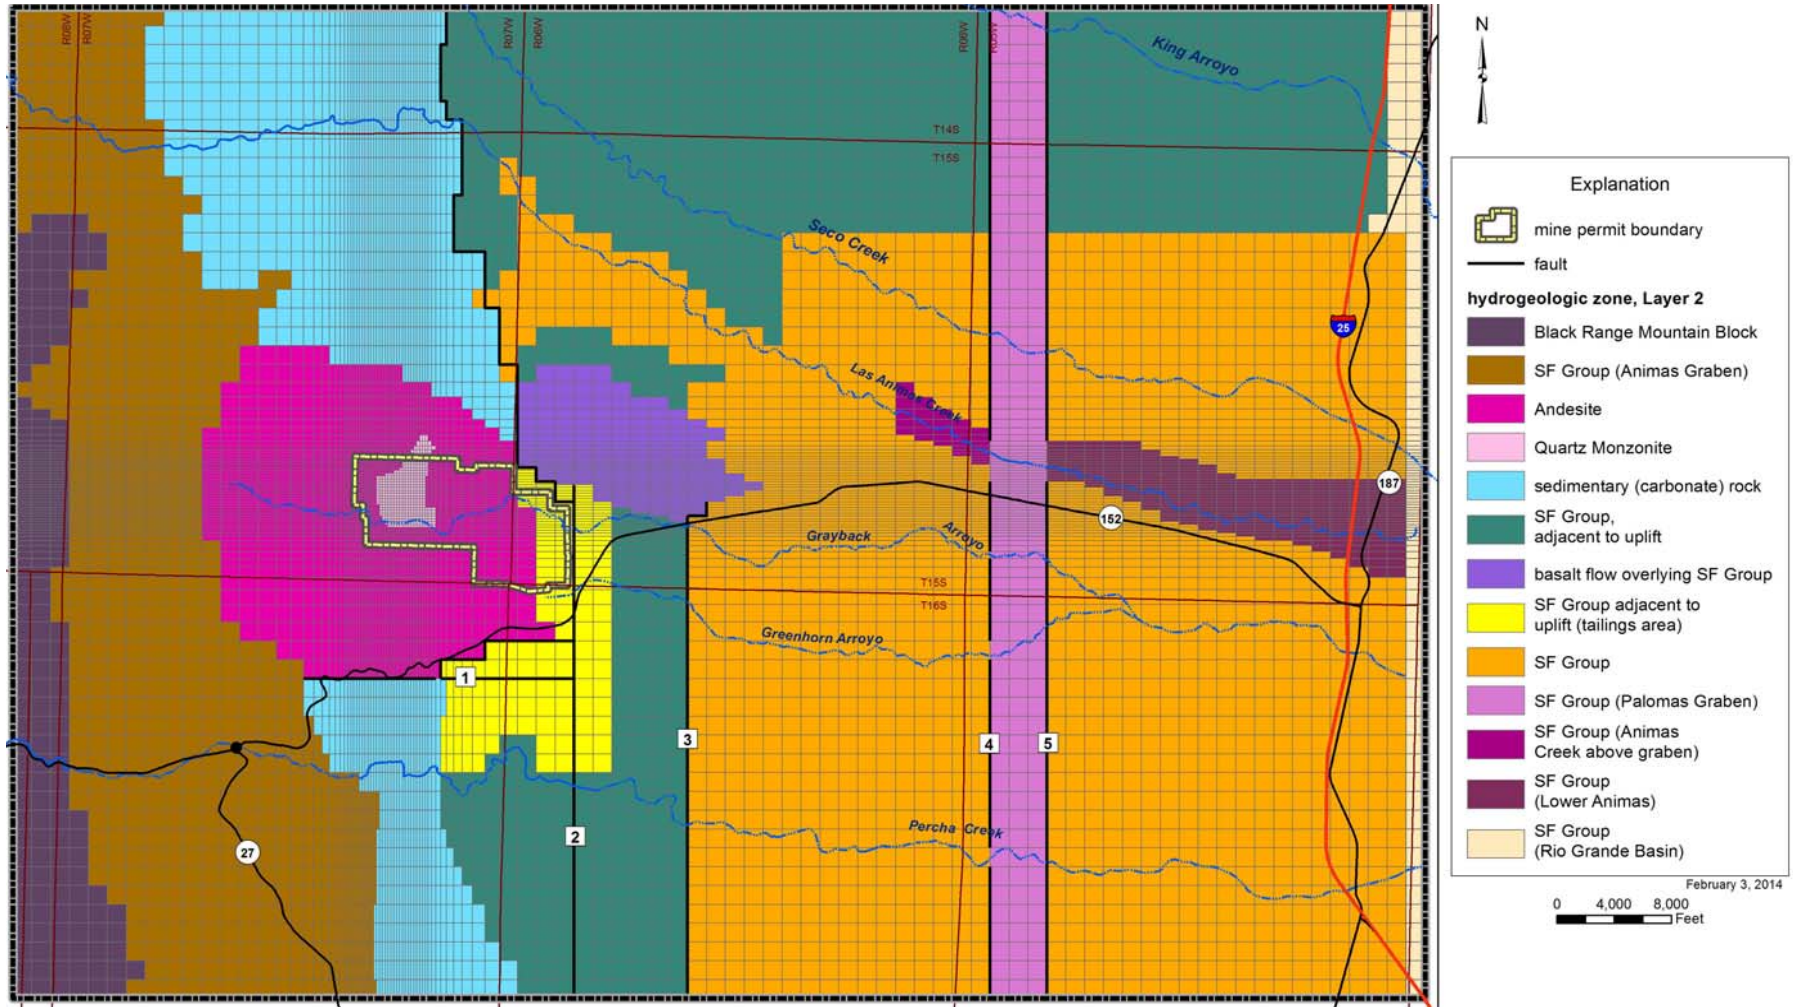 R08W
R07W
R07W
R06W
R06W
R05W
King Arroyo
N
T14S
T15S
Explanation
mine permit boundary
fault
hydrogeologic zone, Layer 2
Black Range Mountain Block
SF Group (Animas Graben)
Andesite
Quartz Monzonite
sedimentary (carbonate) rock
SF Group,
adjacent to uplift
basalt flow overlying SF Group
SF Group adjacent to
uplift (tailings area)
SF Group
SF Group (Palomas Graben)
SF Group (Animas
Creek above graben)
SF Group
(Lower Animas)
SF Group
(Rio Grande Basin)
February 3, 2014
0 4,000 8,000
Feet
Seco Creek
25
Las Animas Creek
187
152
Grayback Arroyo
T15S
T16S
Greenhorn Arroyo
1
3
4
5
2
Percha Creek
27